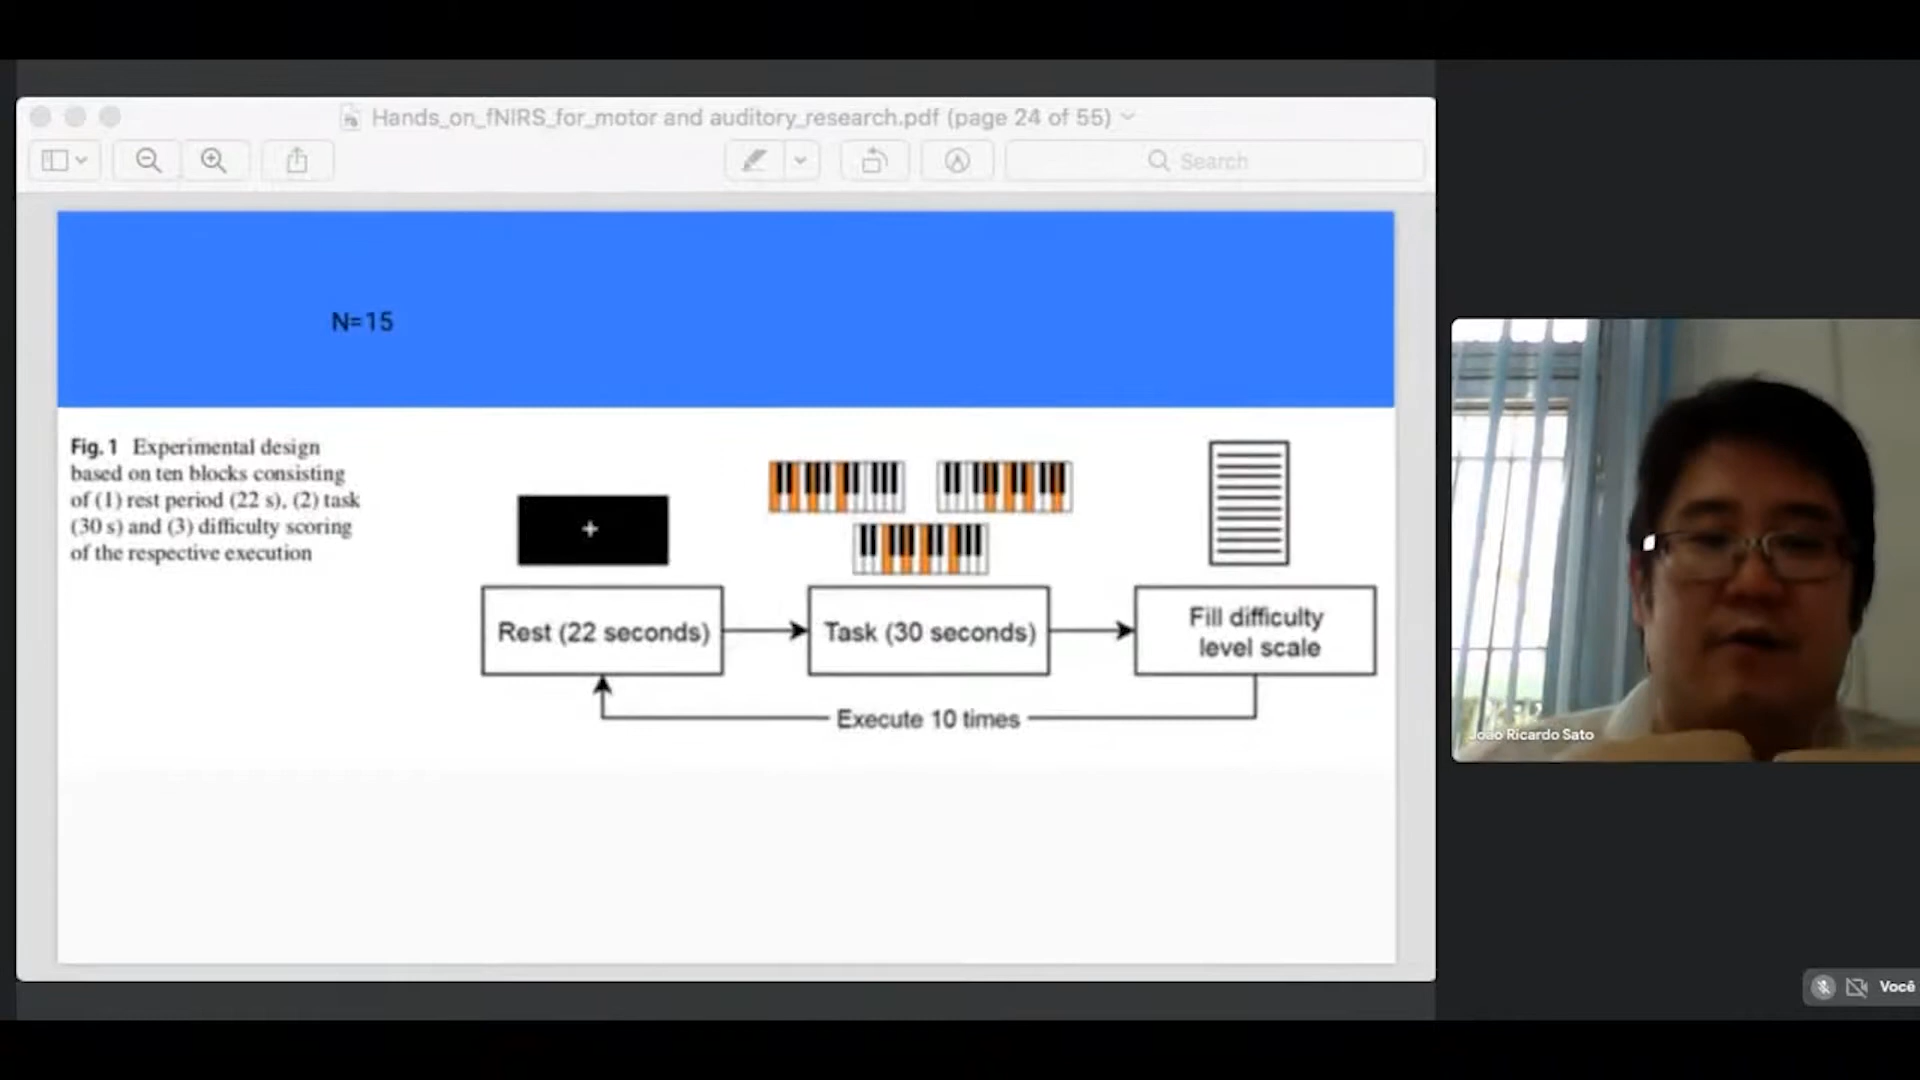 Hands_on_fNIRS_for_motor and auditory_research.pdf (page 24 of 55)
Search
N=15
Fig. 1 Experimental design
based on ten blocks consisting
of (1) rest period (22 s), (2) task
(30 s) and (3) difficulty scoring
of the respective execution
Rest (22 seconds)
Task (30 seconds)
Fill difficulty
level scale
Execute 10 times
João Ricardo Sato
Você